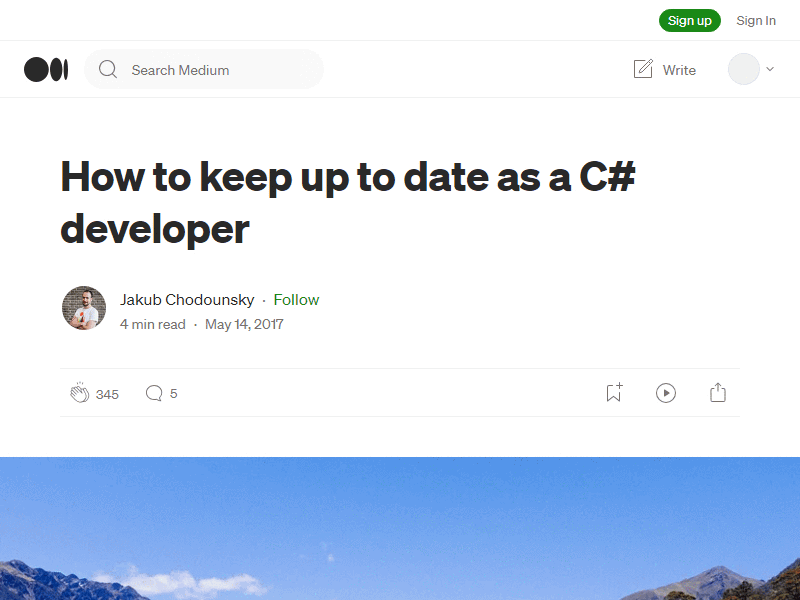 Sign up Sign In
Search Medium Write
How to keep up to date as a C#
developer
Jakub Chodounsky · Follow
4 min read · May 14, 2017
345 5